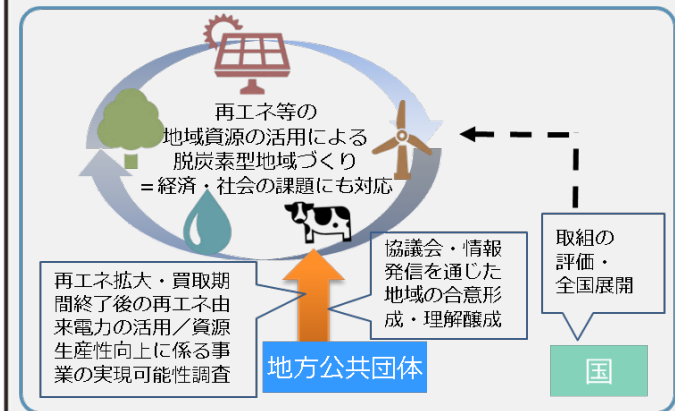 再エネ等の
地域資源の活用による
脱炭素型地域づくり
=経済・社会の課題にも対応
再エネ拡大・買取期
間終了後の再エネ由
来電力の活用／資源
生産性向上に係る事
業の実現可能性調査
協議会・情報
発信を通じた
地域の合意形
成・理解醸成
取組の
評価・
全国展開
地方公共団体
国